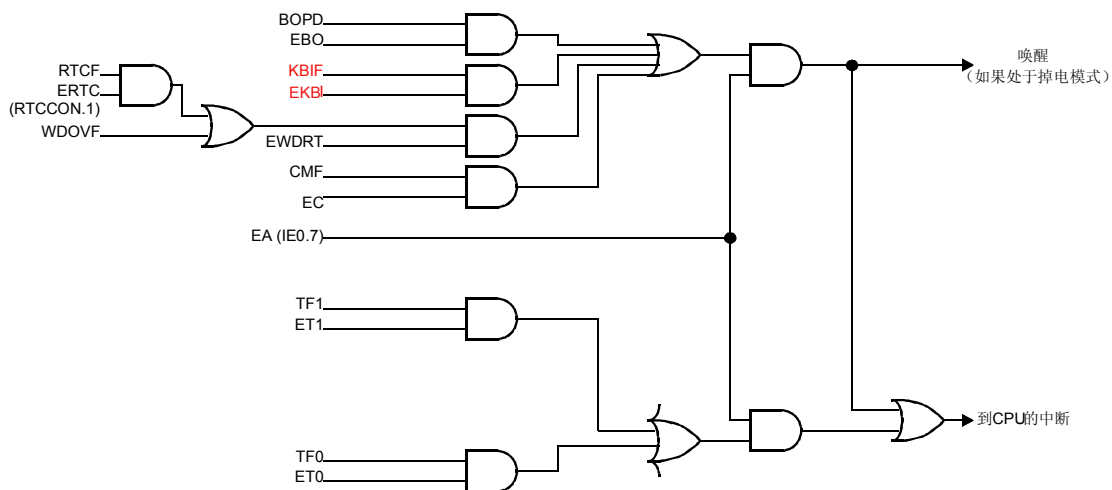 BOPD
EBO
唤醒
（如果处于掉电模式）
RTCF
ERTC
(RTCCON.1)
WDOVF
KBIF
EKBI
EWDRT
CMF
EC
EA (IE0.7)
TF1
ET1
到CPU的中断
TF0
ET0